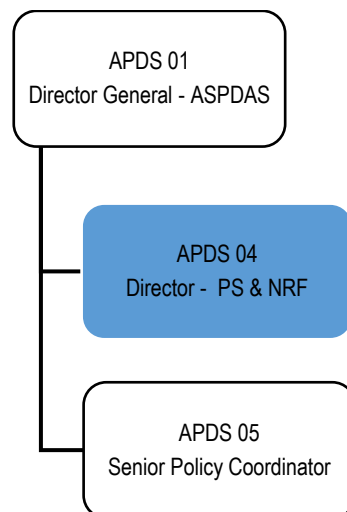 APDS 01
Director General - ASPDAS
APDS 04
Director -  PS & NRF
APDS 05
Senior Policy Coordinator